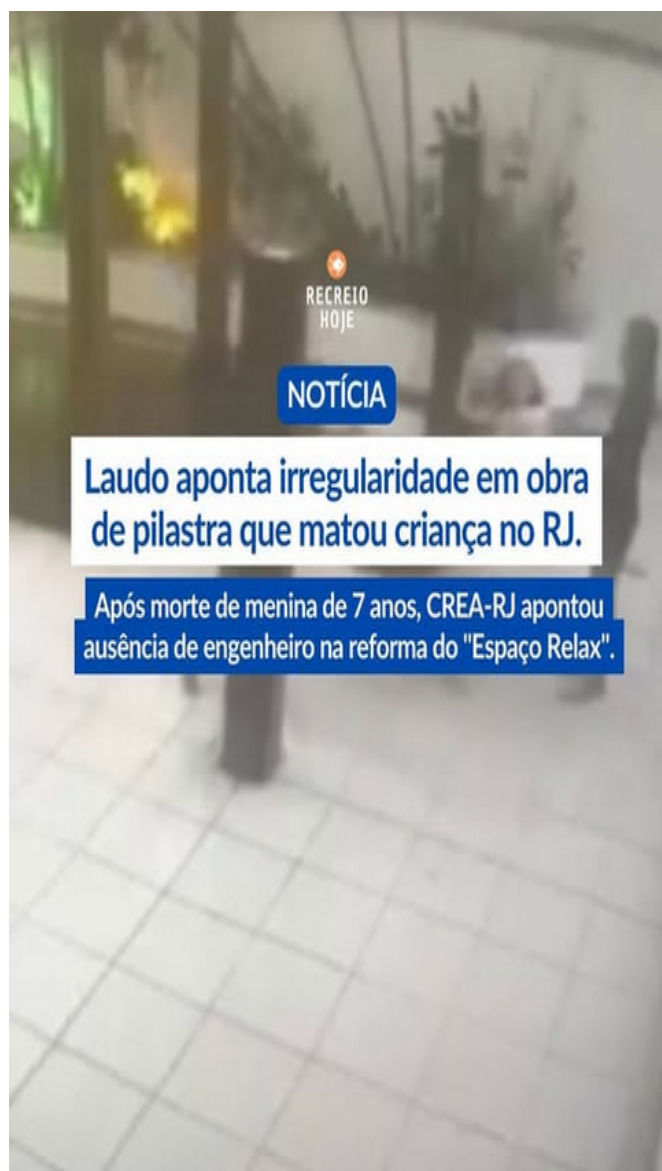 RECREIO
HOJE
NOTÍCIA
Laudo aponta irregularidade em obra
de pilastra que matou criança no RJ.
Após morte de menina de 7 anos, CREA-RJ apontou
ausência de engenheiro na reforma do "Espaço Relax".